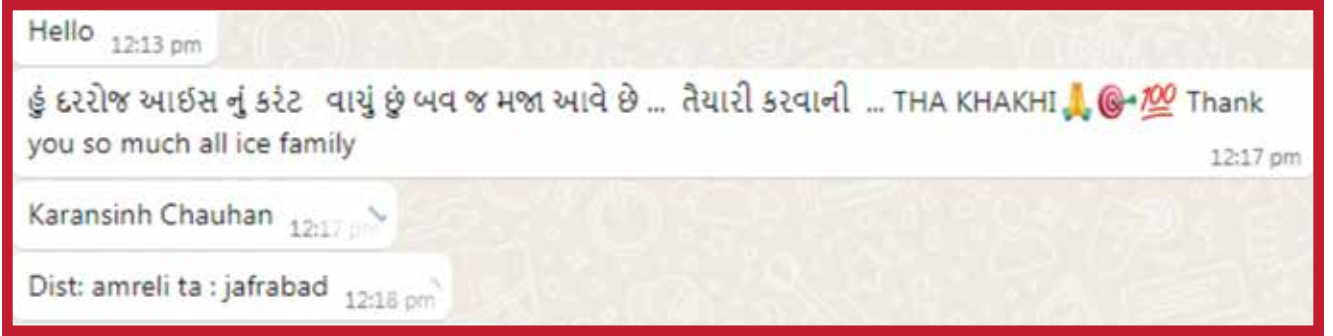 Hello 12:13 pm
હું દરરોજ આઈસ નું કરંટ વાચું છું બવ જ મજા આવે છે ... તૈયારી કરવાની ... THA KHAKHI🙏🎯💯 Thank
you so much all ice family 12:17 pm
Karansinh Chauhan 12:17 pm
Dist: amreli ta : jafrabad 12:18 pm